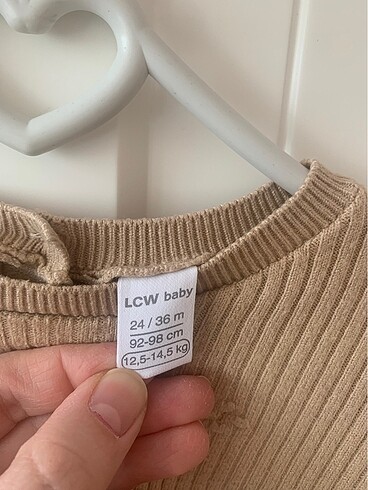 LCW baby
24 / 36 m
92-98 cm
12,5-14,5 kg